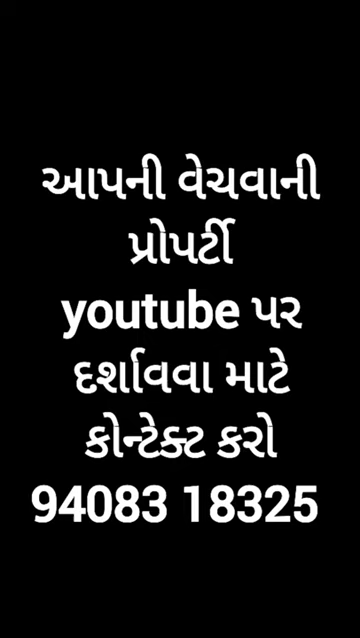 આપની વેચવાની
પ્રોપર્ટી
youtube પર
દર્શાવવા માટે
કોન્ટેક્ટ કરો
94083 18325